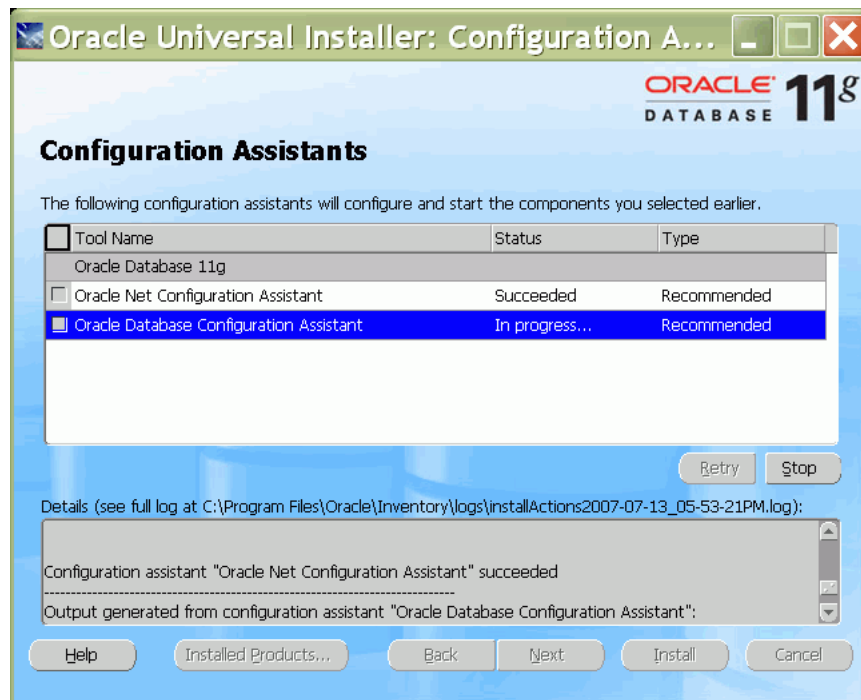 Oracle Universal Installer: Configuration A...
ORACLE 11g
DATABASE
Configuration Assistants
The following configuration assistants will configure and start the components you selected earlier.
Tool Name Status Type
Oracle Database 11g
Oracle Net Configuration Assistant Succeeded Recommended
Oracle Database Configuration Assistant In progress... Recommended
Retry Stop
Details (see full log at C:\Program Files\Oracle\Inventory\logs\installActions2007-07-13_05-53-21PM.log):
Configuration assistant "Oracle Net Configuration Assistant" succeeded
-----------------------------------------------------------------------------
Output generated from configuration assistant "Oracle Database Configuration Assistant":
Help Installed Products... Back Next Install Cancel